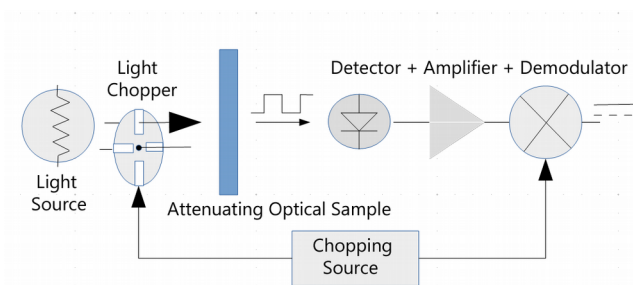 Light
Chopper
Detector + Amplifier + Demodulator
Light
Source
Attenuating Optical Sample
Chopping
Source